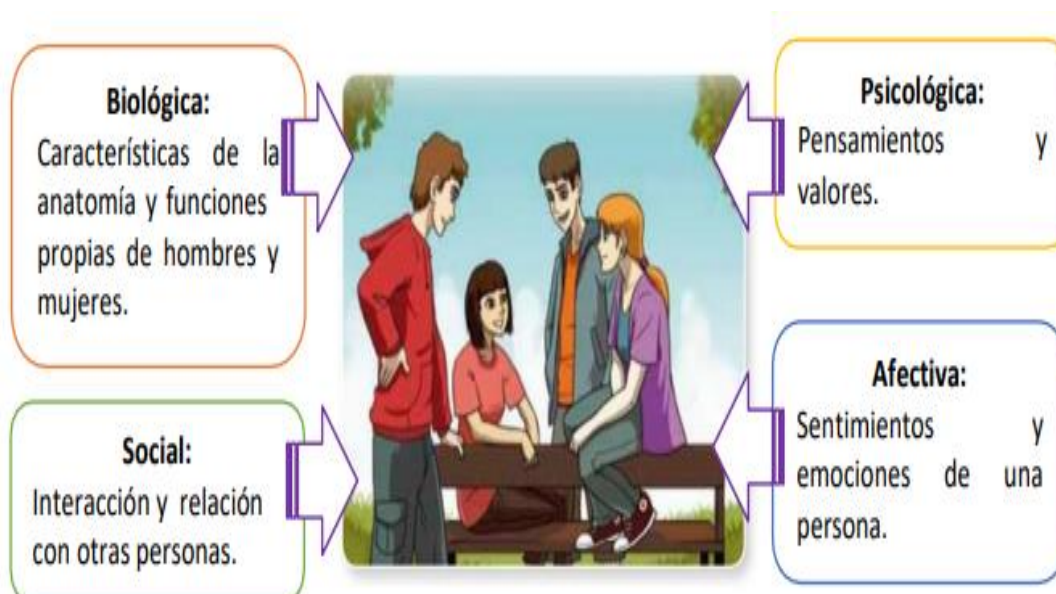 Biológica:
Características de la
anatomía y funciones
propias de hombres y
mujeres.
Social:
Interacción y relación
con otras personas.
Psicológica:
Pensamientos y
valores.
Afectiva:
Sentimientos y
emociones de una
persona.